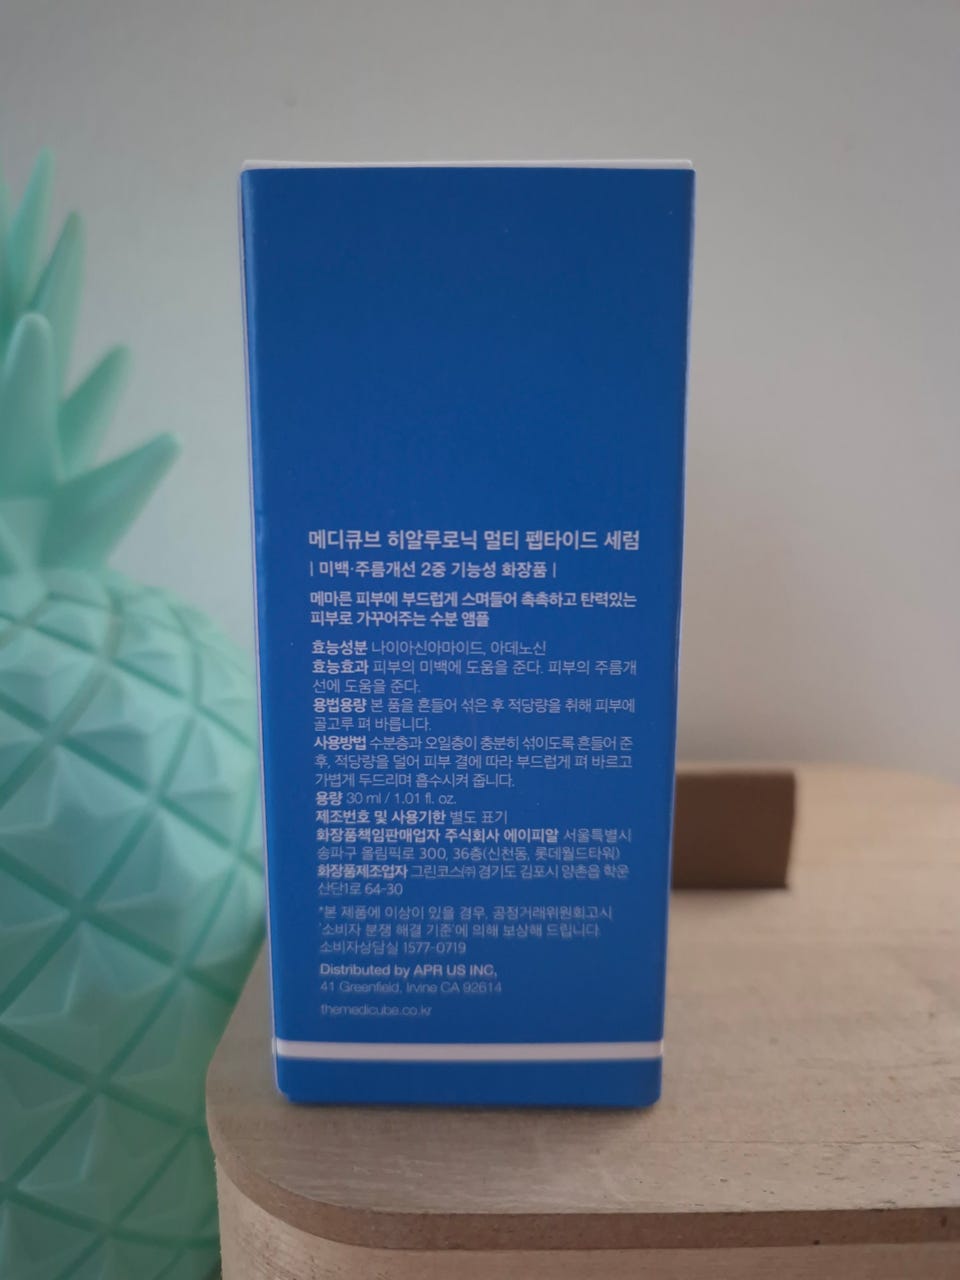 메디큐브 히알루로닉 멀티 펩타이드 세럼
| 미백·주름개선 2중 기능성 화장품 |
메마른 피부에 부드럽게 스며들어 촉촉하고 탄력있는
피부로 가꾸어주는 수분 앰플
효능성분 나이아신아마이드, 아데노신
효능효과 피부의 미백에 도움을 준다. 피부의 주름개
선에 도움을 준다.
용법용량 본 품을 흔들어 섞은 후 적당량을 취해 피부에
골고루 펴 바릅니다.
사용방법 수분층과 오일층이 충분히 섞이도록 흔들어 준
후, 적당량을 덜어 피부 결에 따라 부드럽게 펴 바르고
가볍게 두드리며 흡수시켜 줍니다.
용량 30 ml / 1.01 fl. oz.
제조번호 및 사용기한 별도 표기
화장품책임판매업자 주식회사 에이피알 서울특별시
송파구 올림픽로 300, 36층(신천동, 롯데월드타워)
화장품제조업자 그린코스㈜ 경기도 김포시 양촌읍 학운
산단1로 64-30
*본 제품에 이상이 있을 경우, 공정거래위원회고시
'소비자 분쟁 해결 기준'에 의해 보상해 드립니다.
소비자상담실 1577-0719
Distributed by APR US INC,
41 Greenfield, Irvine CA 92614
themedicube.co.kr